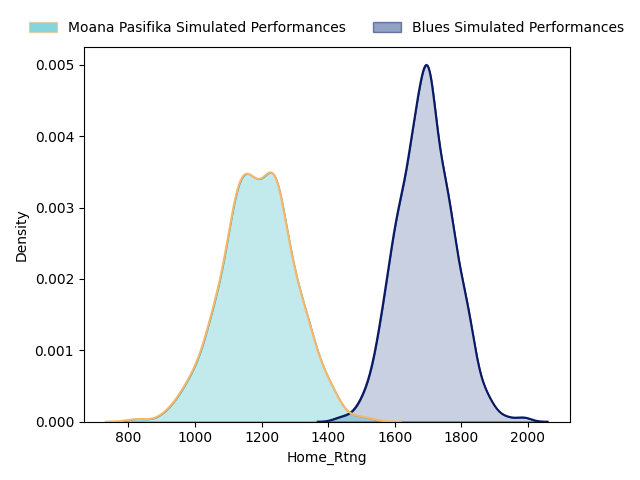 Moana Pasifika Simulated Performances Blues Simulated Performances
0.005
0.004
0.003
0.002
0.001
0.000
Density
800 1000 1200 1400 1600 1800 2000
Home_Rtng